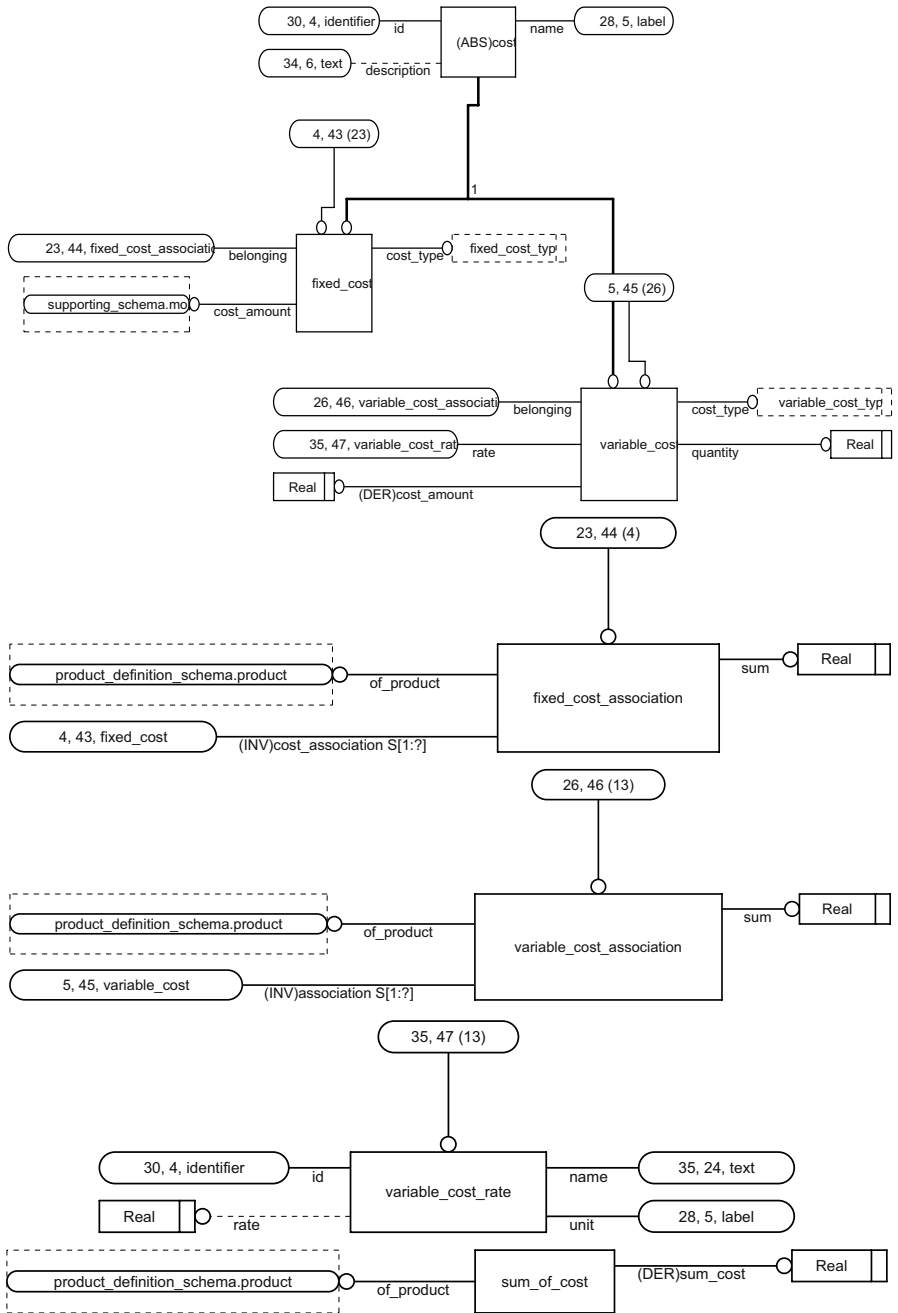 30, 4, identifier
id
(ABS)cost
name
28, 5, label
34, 6, text
description
4, 43 (23)
1
23, 44, fixed_cost_associatio
belonging
fixed_cost
cost_type
fixed_cost_typ
supporting_schema.mo
cost_amount
5, 45 (26)
26, 46, variable_cost_associati
belonging
variable_cos
cost_type
variable_cost_typ
35, 47, variable_cost_rat
rate
quantity
Real
Real
(DER)cost_amount
23, 44 (4)
product_definition_schema.product
of_product
fixed_cost_association
sum
Real
4, 43, fixed_cost
(INV)cost_association S[1:?]
26, 46 (13)
product_definition_schema.product
of_product
variable_cost_association
sum
Real
5, 45, variable_cost
(INV)association S[1:?]
35, 47 (13)
30, 4, identifier
id
variable_cost_rate
name
35, 24, text
Real
rate
unit
28, 5, label
product_definition_schema.product
of_product
sum_of_cost
(DER)sum_cost
Real